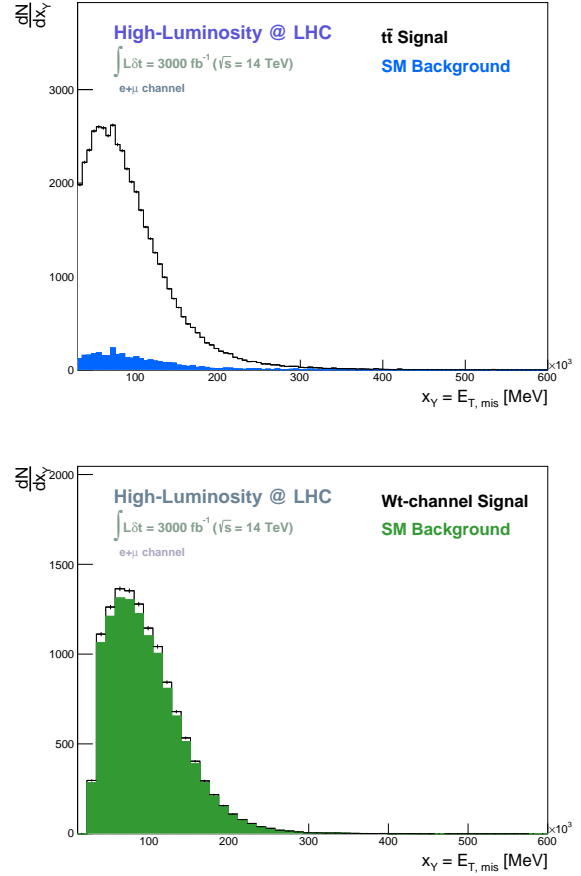 dN
dx_Y
High-Luminosity @ LHC
tt̄ Signal
∫ Lδt = 3000 fb⁻¹ (√s = 14 TeV)
SM Background
e+μ channel
3000
2000
1000
0
100 200 300 400 500 600
×10³
x_Y = E_T, mis [MeV]
dN
dx_Y
2000
High-Luminosity @ LHC
Wt-channel Signal
∫ Lδt = 3000 fb⁻¹ (√s = 14 TeV)
SM Background
e+μ channel
1500
1000
500
0
100 200 300 400 500 600
×10³
x_Y = E_T, mis [MeV]